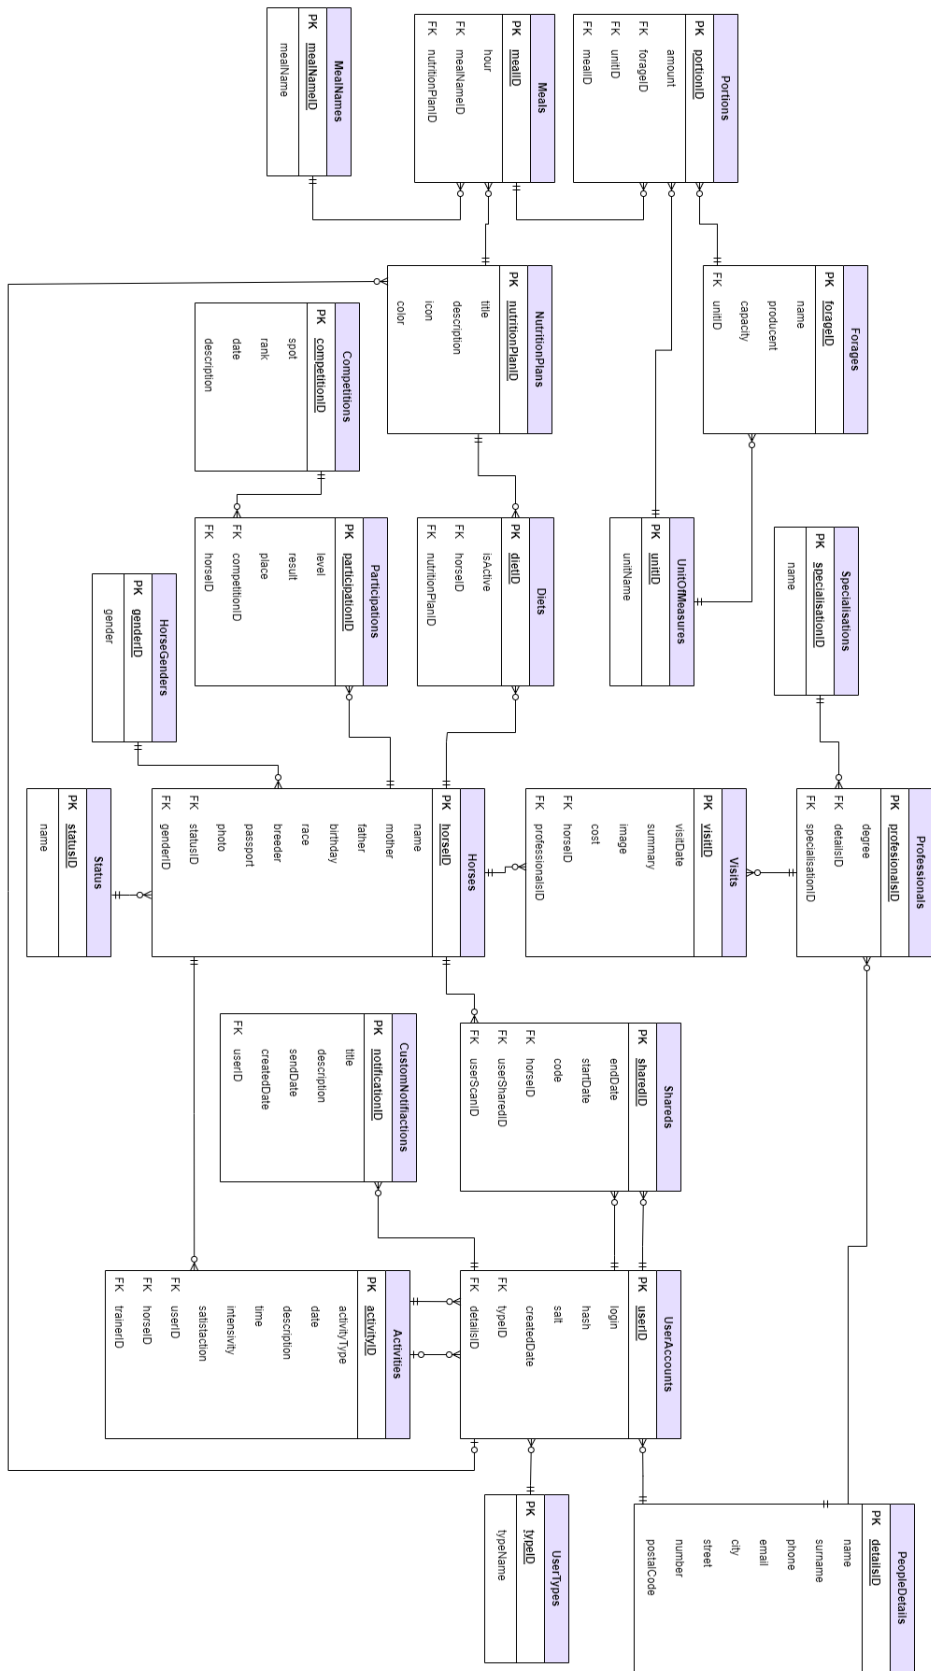 PeopleDetails
PK detailsID
name
surname
phone
email
city
street
number
postalCode
Professionals
PK profesionalsID
degree
FK detailsID
FK specialisationID
Specialisations
PK specialisationID
name
Forages
PK forageID
name
producent
capacity
FK unitID
Portions
PK portionID
amount
FK forageID
FK unitID
FK mealID
Visits
PK visitID
visitDate
summary
image
cost
FK horseID
FK professionalsID
UnitOfMeasures
PK unitID
unitName
Shareds
PK sharedID
endDate
startDate
code
FK horseID
FK userSharedID
FK userScanID
UserAccounts
PK userID
login
hash
salt
createdDate
FK typeID
FK detailsID
UserTypes
PK typeID
typeName
Meals
PK mealID
hour
FK mealNameID
FK nutritionPlanID
NutritionPlans
PK nutritionPlanID
title
description
icon
color
Diets
PK dietID
isActive
FK horseID
FK nutritionPlanID
Horses
PK horseID
name
mother
father
birthday
race
breeder
passport
photo
FK statusID
FK genderID
CustomNotifiactions
PK notificationID
title
description
sendDate
createdDate
FK userID
Activities
PK activityID
activityType
date
description
time
intensivity
satistaction
FK userID
FK horseID
FK trainerID
MealNames
PK mealNameID
mealName
Competitions
PK competitionID
spot
rank
date
description
Participations
PK participationID
level
result
place
FK competitionID
FK horseID
HorseGenders
PK genderID
gender
Status
PK statusID
name